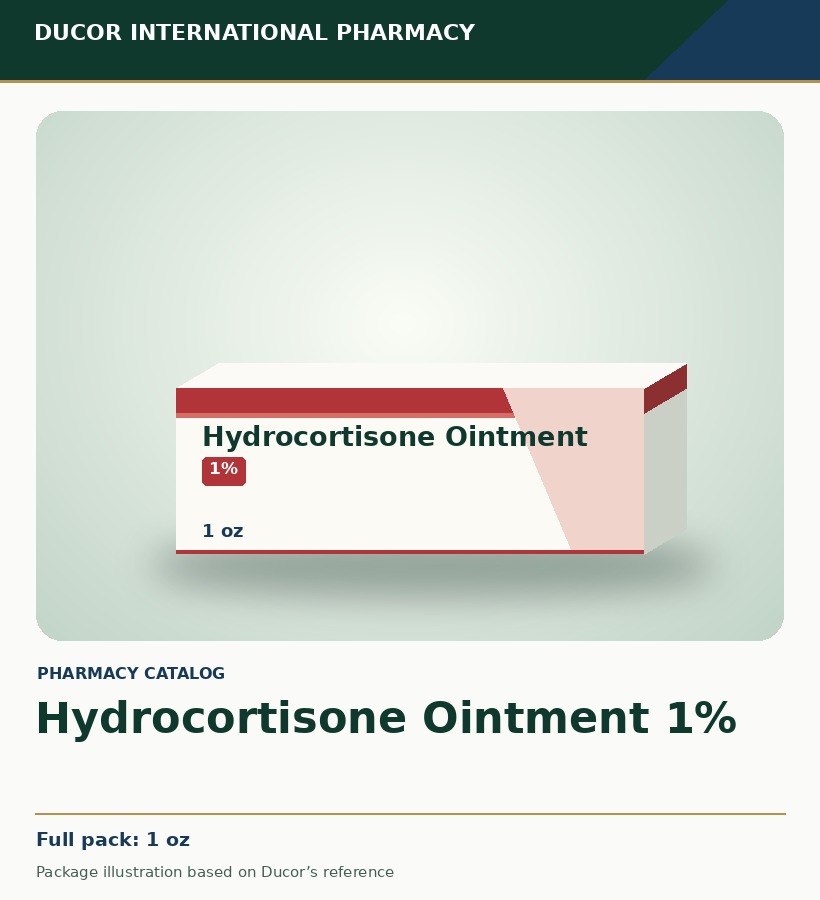 DUCOR INTERNATIONAL PHARMACY
Hydrocortisone Ointment
1%
1 oz
PHARMACY CATALOG
Hydrocortisone Ointment 1%
Full pack: 1 oz
Package illustration based on Ducor’s reference